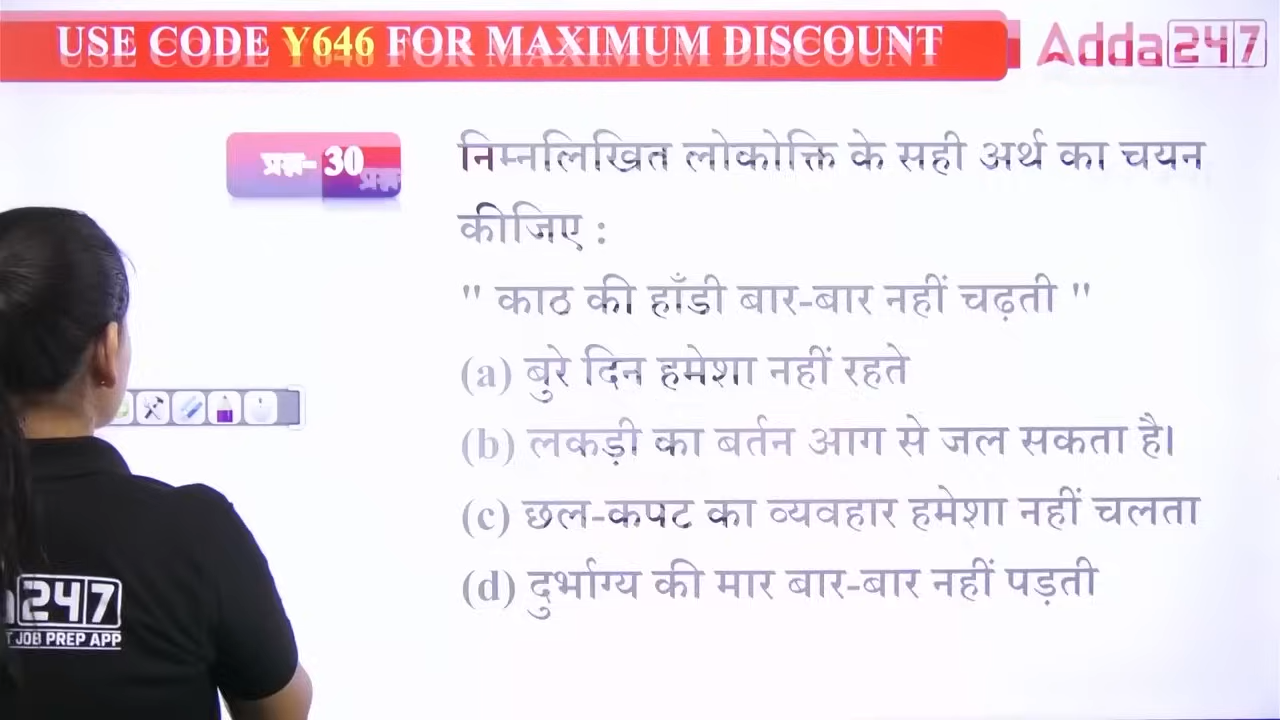 USE CODE Y646 FOR MAXIMUM DISCOUNT
Adda247
प्रश्न- 30
निम्नलिखित लोकोक्ति के सही अर्थ का चयन
कीजिए :
" काठ की हाँडी बार-बार नहीं चढ़ती "
(a) बुरे दिन हमेशा नहीं रहते
(b) लकड़ी का बर्तन आग से जल सकता है।
(c) छल-कपट का व्यवहार हमेशा नहीं चलता
(d) दुर्भाग्य की मार बार-बार नहीं पड़ती
247
JOB PREP APP